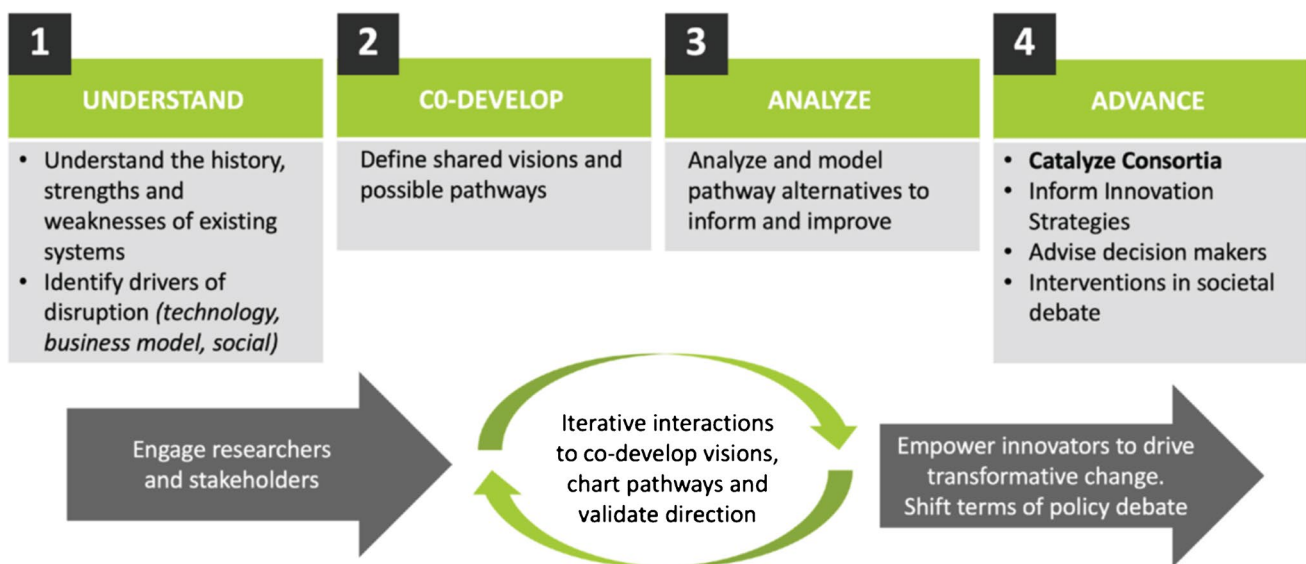 1
UNDERSTAND
• Understand the history,
strengths and
weaknesses of existing
systems
• Identify drivers of
disruption (technology,
business model, social)
2
C0-DEVELOP
Define shared visions and
possible pathways
3
ANALYZE
Analyze and model
pathway alternatives to
inform and improve
4
ADVANCE
• Catalyze Consortia
• Inform Innovation
Strategies
• Advise decision makers
• Interventions in societal
debate
Engage researchers
and stakeholders
Iterative interactions
to co-develop visions,
chart pathways and
validate direction
Empower innovators to drive
transformative change.
Shift terms of policy debate